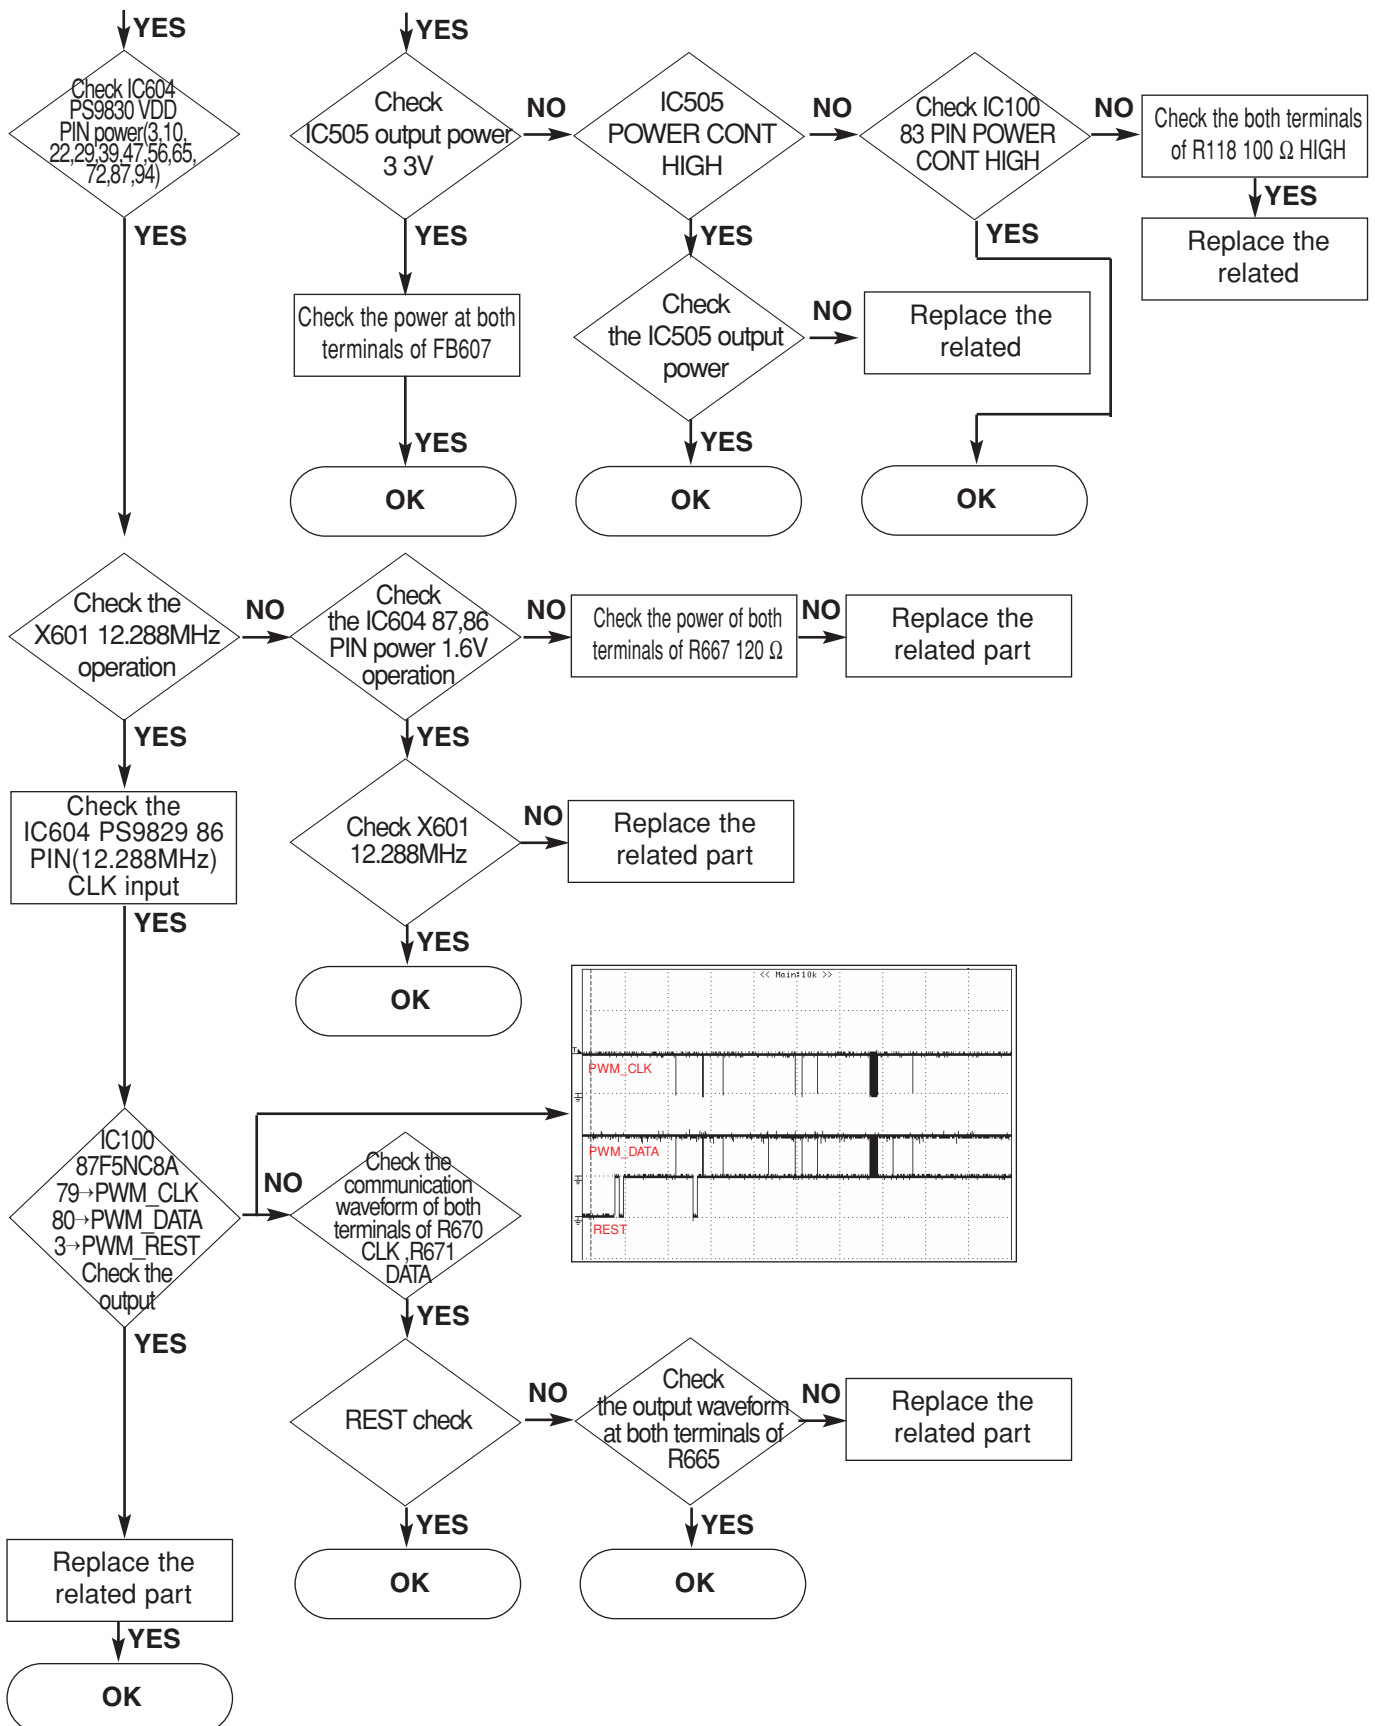 YES
YES
Check IC604
PS9830 VDD
PIN power(3,10,
22,29,39,47,56,65,
72,87,94)
Check
IC505 output power
3 3V
NO
IC505
POWER CONT
HIGH
NO
Check IC100
83 PIN POWER
CONT HIGH
NO
Check the both terminals
of R118 100 Ω HIGH
YES
Replace the
related
YES
YES
YES
YES
Check the power at both
terminals of FB607
Check
the IC505 output
power
NO
Replace the
related
YES
YES
OK
OK
OK
Check the
X601 12.288MHz
operation
NO
Check
the IC604 87,86
PIN power 1.6V
operation
NO
Check the power of both
terminals of R667 120 Ω
NO
Replace the
related part
YES
YES
Check the
IC604 PS9829 86
PIN(12.288MHz)
CLK input
Check X601
12.288MHz
NO
Replace the
related part
YES
YES
OK
<< Main:10k >>
PWM_CLK
PWM_DATA
REST
IC100
87F5NC8A
79→PWM_CLK
80→PWM_DATA
3→PWM_REST
Check the
output
NO
Check the
communication
waveform of both
terminals of R670
CLK ,R671
DATA
YES
YES
REST check
NO
Check
the output waveform
at both terminals of
R665
NO
Replace the
related part
YES
YES
Replace the
related part
OK
OK
YES
OK